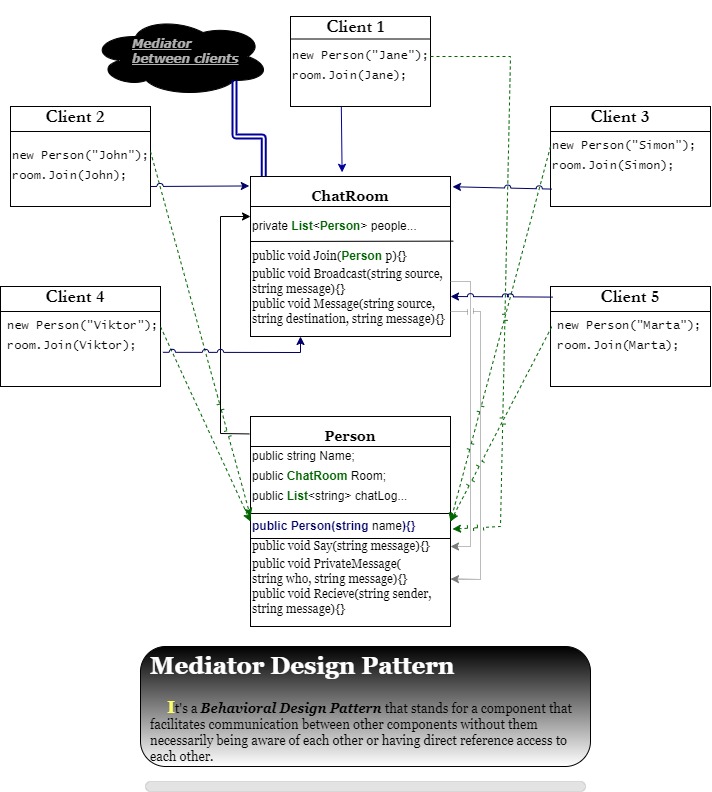 Client 1
new Person("Jane");
room.Join(Jane);
Mediator
between clients
Client 2
new Person("John");
room.Join(John);
Client 3
new Person("Simon");
room.Join(Simon);
ChatRoom
private List<Person> people...
public void Join(Person p){}
public void Broadcast(string source,
string message){}
public void Message(string source,
string destination, string message){}
Client 4
new Person("Viktor");
room.Join(Viktor);
Client 5
new Person("Marta");
room.Join(Marta);
Person
public string Name;
public ChatRoom Room;
public List<string> chatLog...
public Person(string name){}
public void Say(string message){}
public void PrivateMessage(
string who, string message){}
public void Recieve(string sender,
string message){}
Mediator Design Pattern
It's a Behavioral Design Pattern that stands for a component that
facilitates communication between other components without them
necessarily being aware of each other or having direct reference access to
each other.